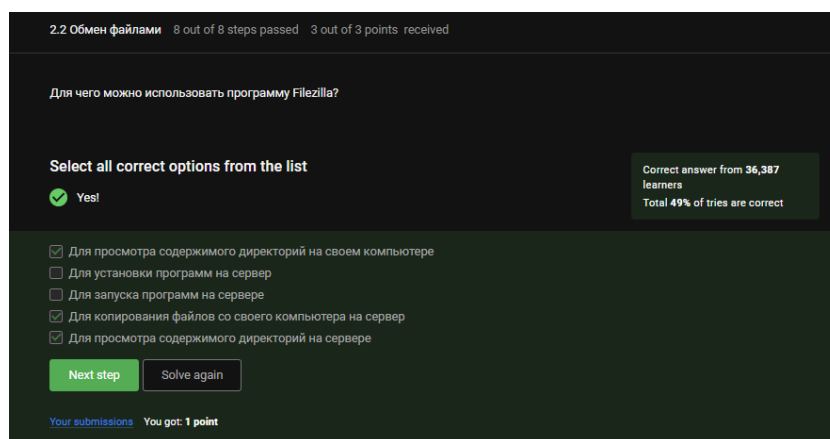 2.2 Обмен файлами 8 out of 8 steps passed 3 out of 3 points received
Для чего можно использовать программу Filezilla?
Select all correct options from the list
Yes!
Correct answer from 36,387
learners
Total 49% of tries are correct
Для просмотра содержимого директорий на своем компьютере
Для установки программ на сервер
Для запуска программ на сервере
Для копирования файлов со своего компьютера на сервер
Для просмотра содержимого директорий на сервере
Next step Solve again
Your submissions You got: 1 point